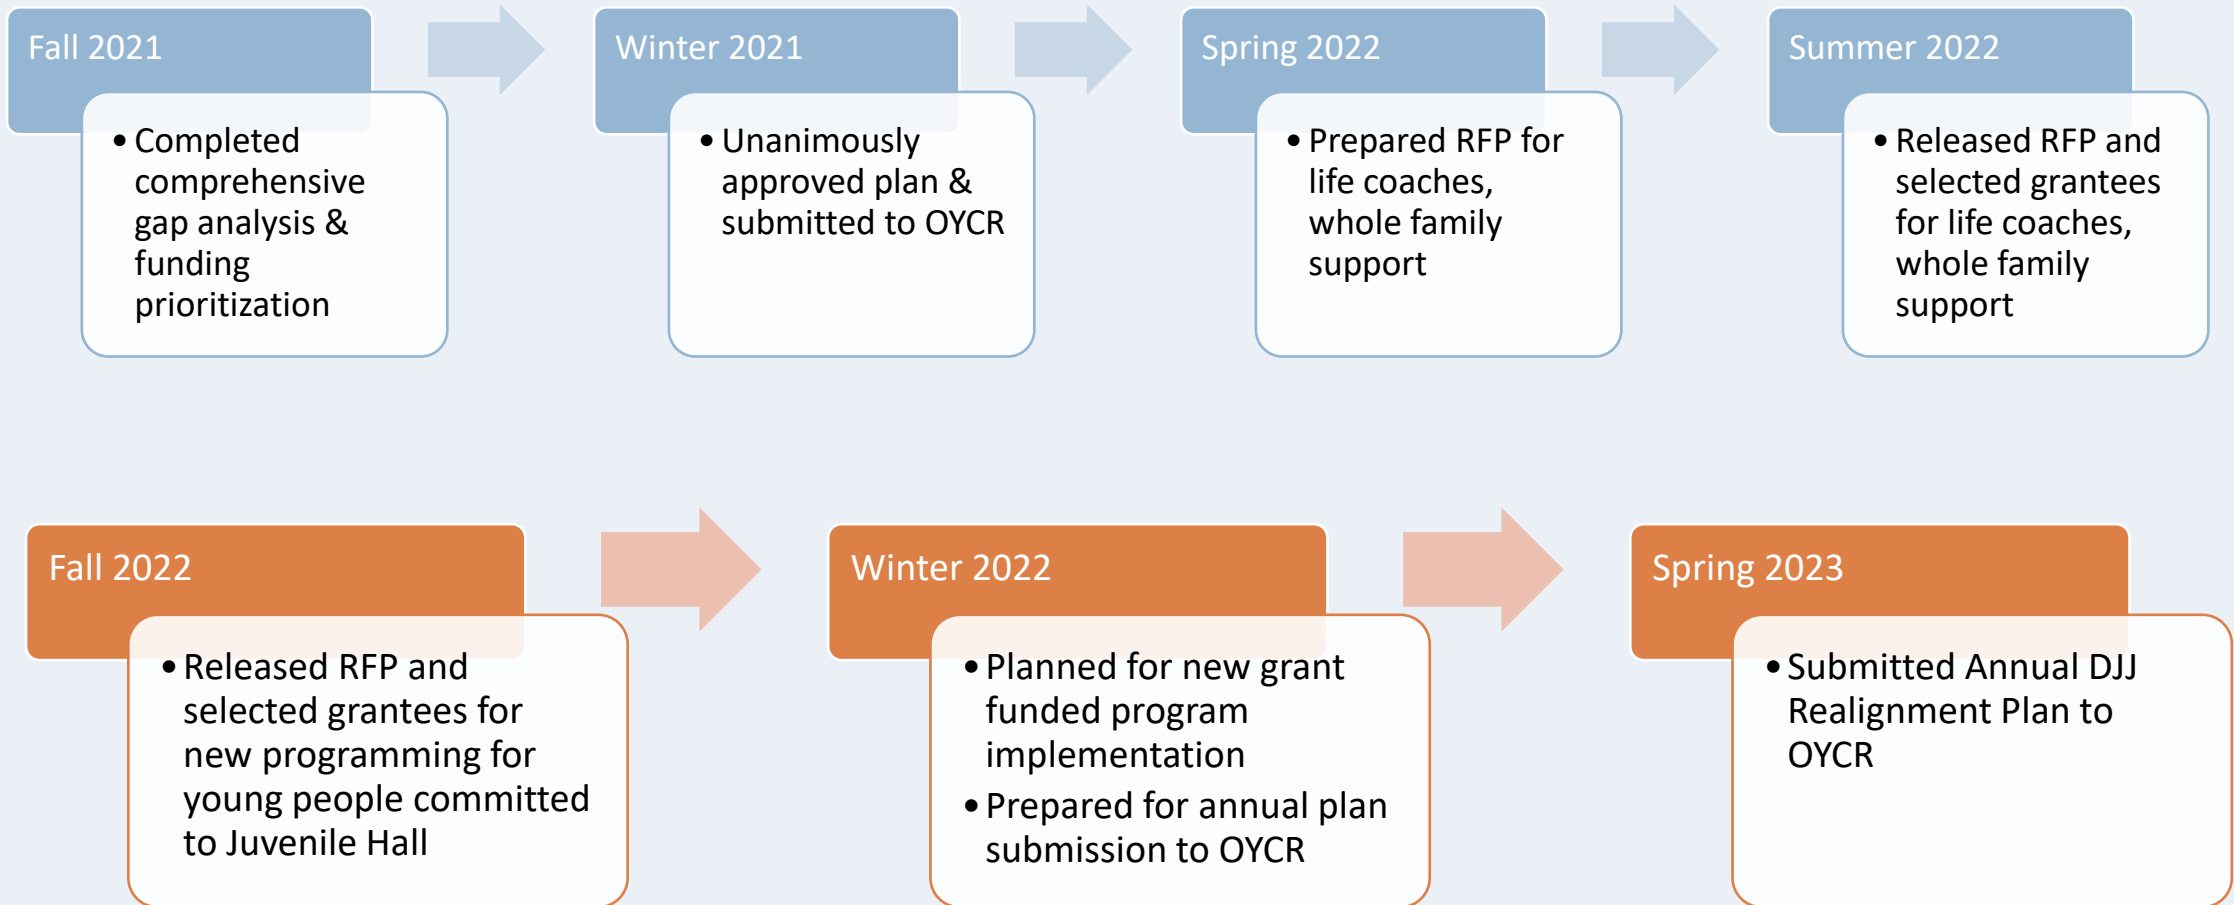 Fall 2021
• Completed
comprehensive
gap analysis &
funding
prioritization
Winter 2021
• Unanimously
approved plan &
submitted to OYCR
Spring 2022
• Prepared RFP for
life coaches,
whole family
support
Summer 2022
• Released RFP and
selected grantees
for life coaches,
whole family
support
Fall 2022
• Released RFP and
selected grantees for
new programming for
young people committed
to Juvenile Hall
Winter 2022
• Planned for new grant
funded program
implementation
• Prepared for annual plan
submission to OYCR
Spring 2023
• Submitted Annual DJJ
Realignment Plan to
OYCR